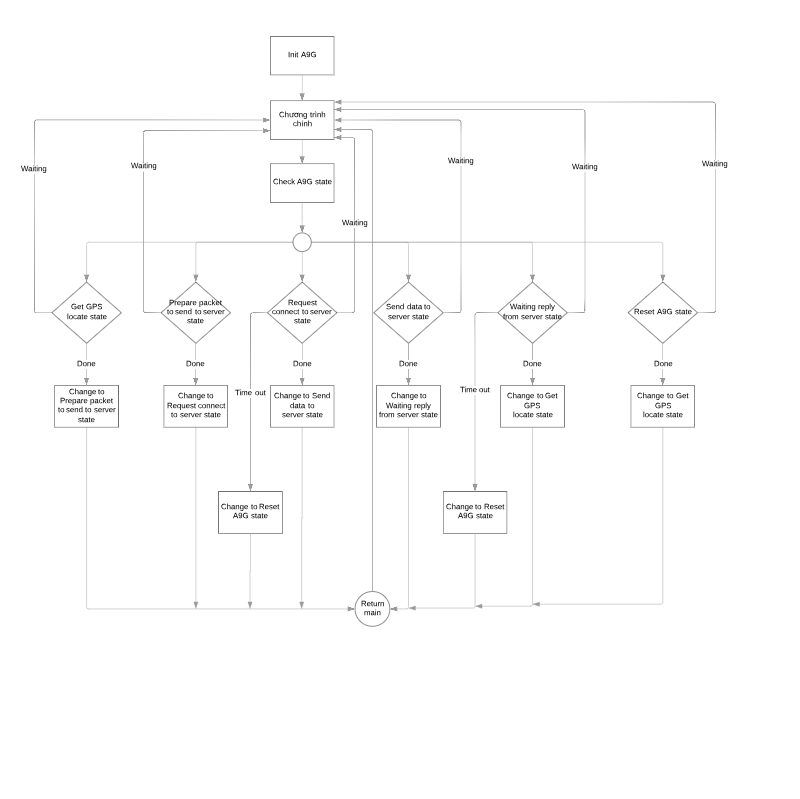 Init A9G
Chương trình
chính
Check A9G state
Waiting
Waiting
Waiting
Waiting
Waiting
Waiting
Get GPS
locate state
Prepare packet
to send to server
state
Request
connect to server
state
Send data to
server state
Waiting reply
from server state
Reset A9G state
Done
Done
Done
Done
Done
Done
Time out
Time out
Change to
Prepare packet
to send to server
state
Change to
Request connect
to server state
Change to Send
data to
server state
Change to
Waiting reply
from server state
Change to Get
GPS
locate state
Change to Get
GPS
locate state
Change to Reset
A9G state
Change to Reset
A9G state
Return
main